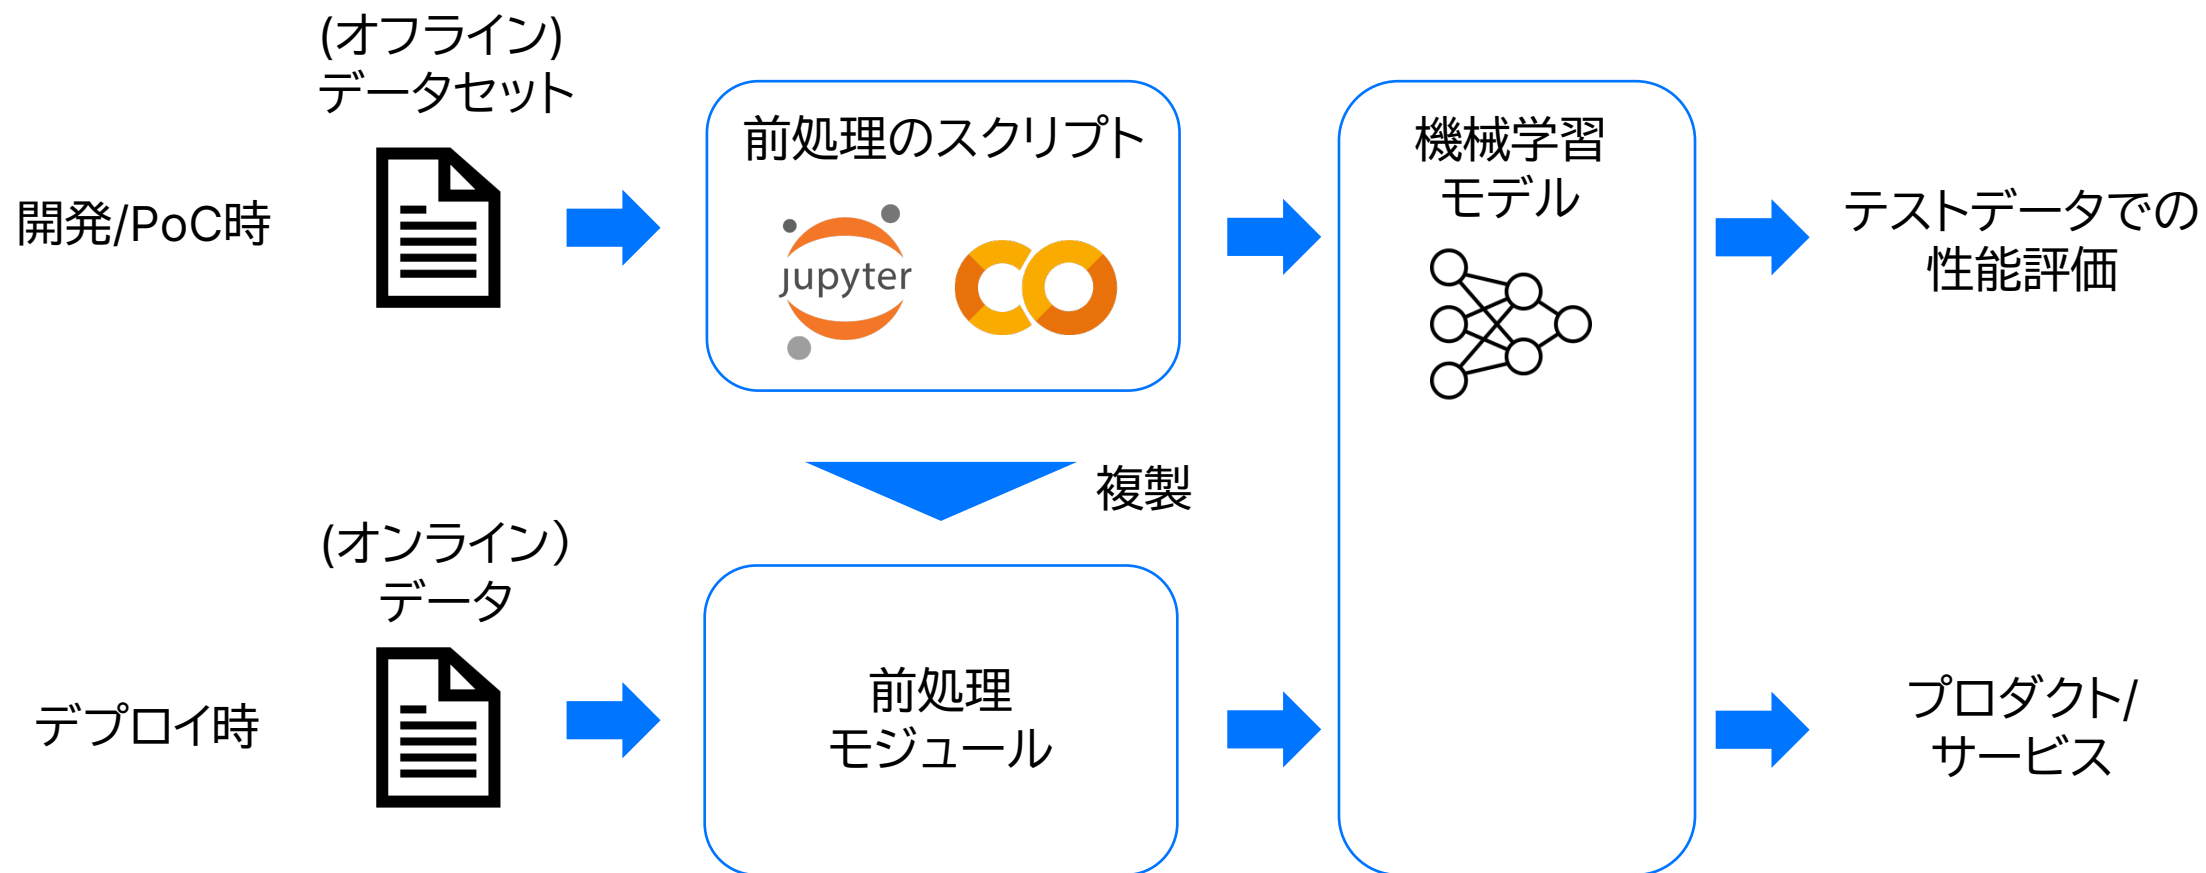 (オフライン)
データセット
開発/PoC時
前処理のスクリプト
jupyter
機械学習
モデル
テストデータでの
性能評価
複製
(オンライン）
データ
デプロイ時
前処理
モジュール
プロダクト/
サービス